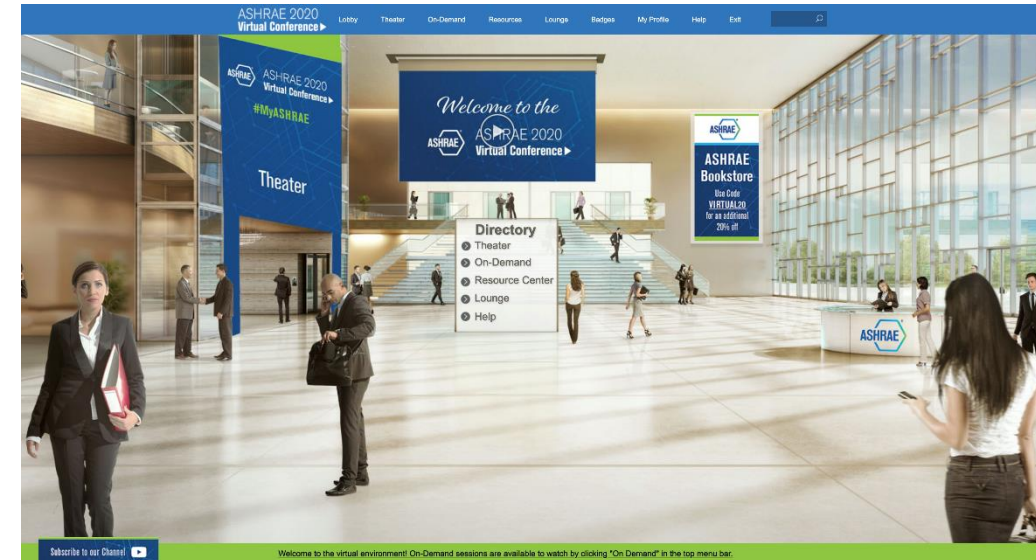 ASHRAE 2020
Virtual Conference
Lobby Theater On-Demand Resources Lounge Badges My Profile Help Exit
ASHRAE
ASHRAE 2020
Virtual Conference
#MyASHRAE
Theater
Welcome to the
ASHRAE
ASHRAE 2020
Virtual Conference
ASHRAE
ASHRAE
Bookstore
Use Code
VIRTUAL20
for an additional
20% off
Directory
Theater
On-Demand
Resource Center
Lounge
Help
ASHRAE
Subscribe to our Channel
Welcome to the virtual environment! On-Demand sessions are available to watch by clicking "On Demand" in the top menu bar.